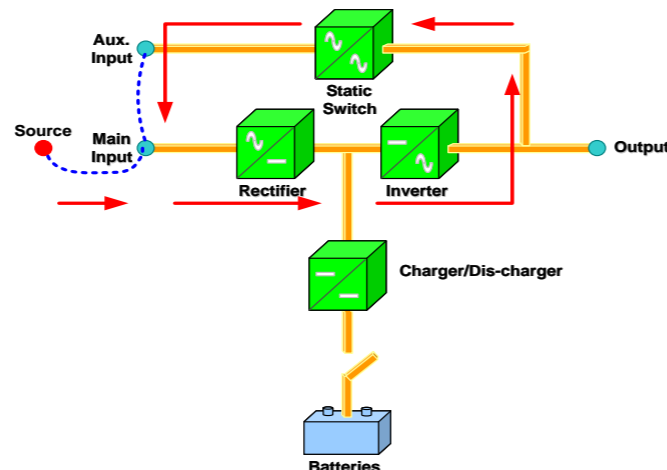 Aux.
Input
Static
Switch
Source
Main
Input
Rectifier
Inverter
Output
Charger/Dis-charger
Batteries